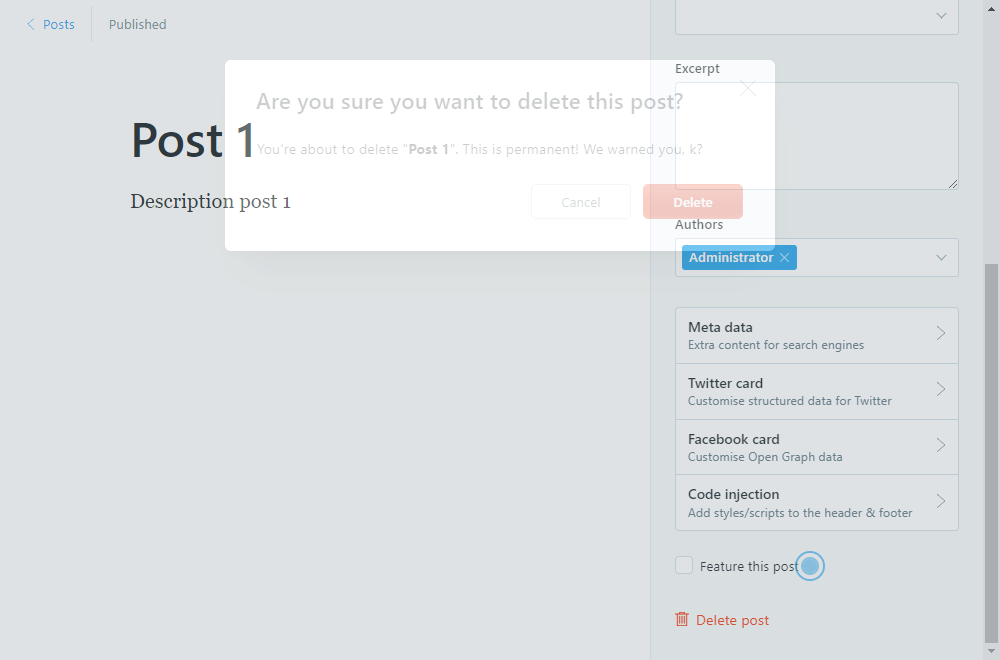 Posts
Published
Are you sure you want to delete this post?
You're about to delete "Post 1". This is permanent! We warned you, k?
Cancel
Delete
Post 1
Description post 1
Excerpt
Authors
Administrator
Meta data
Extra content for search engines
Twitter card
Customise structured data for Twitter
Facebook card
Customise Open Graph data
Code injection
Add styles/scripts to the header & footer
Feature this post
Delete post